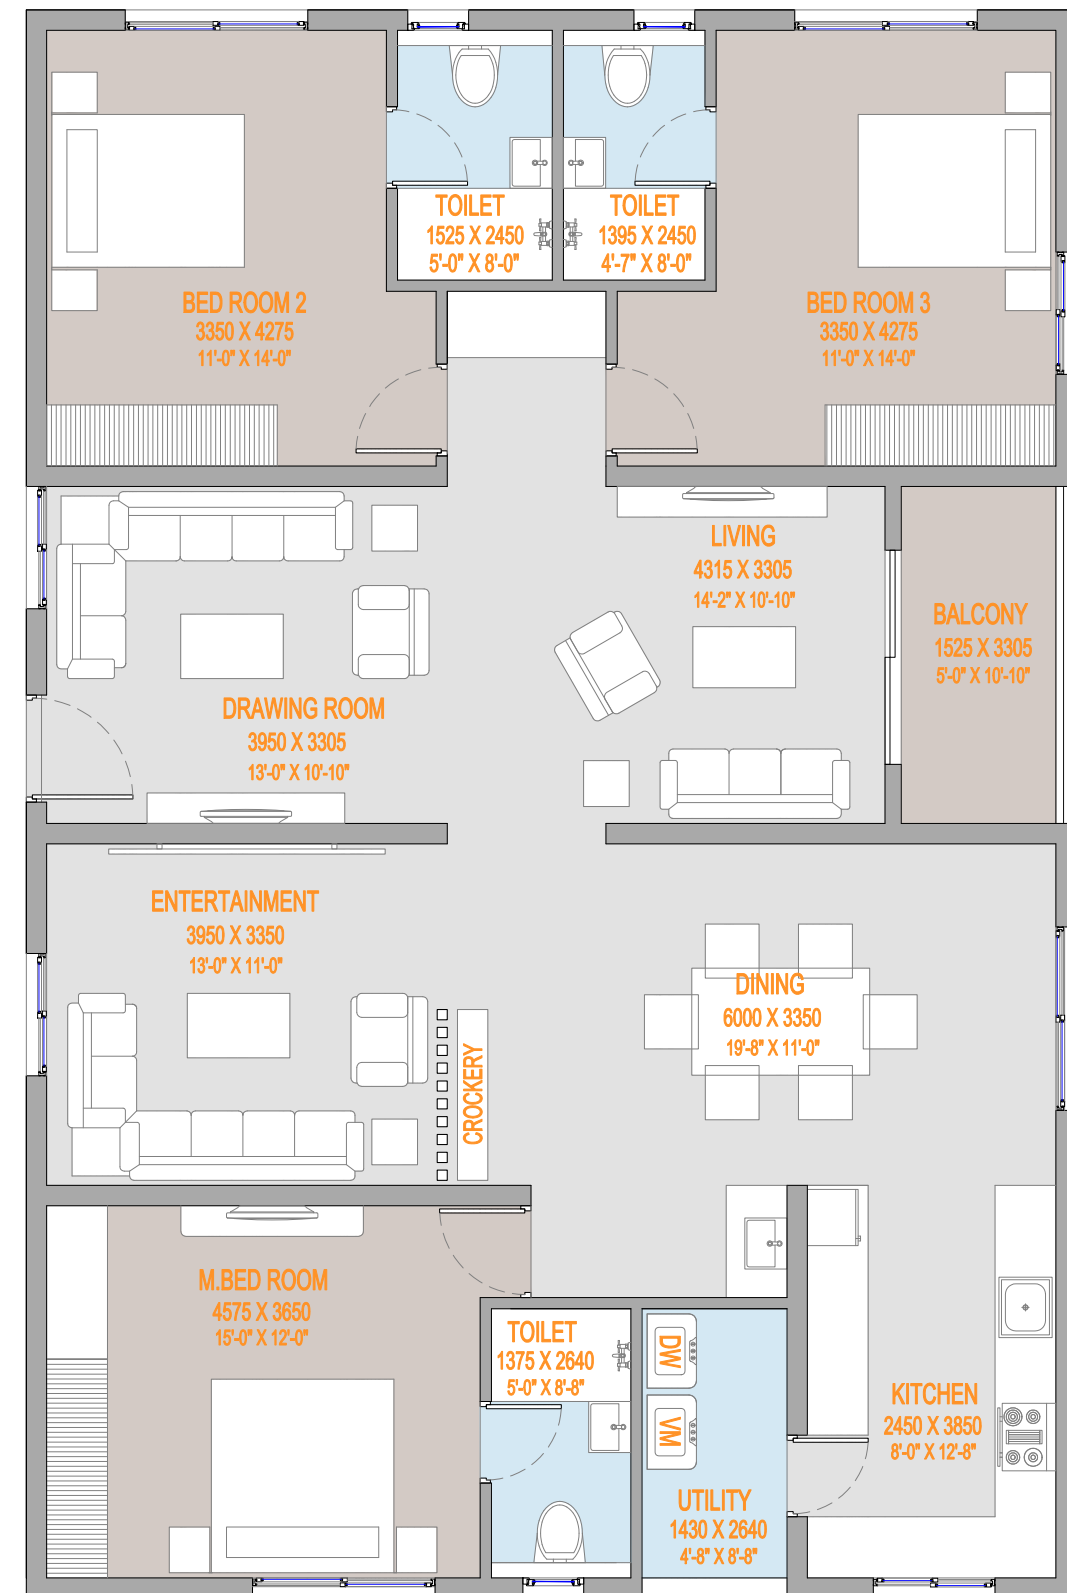 TOILET
1525 X 2450
5'-0" X 8'-0"
TOILET
1395 X 2450
4'-7" X 8'-0"
BED ROOM 2
3350 X 4275
11'-0" X 14'-0"
BED ROOM 3
3350 X 4275
11'-0" X 14'-0"
LIVING
4315 X 3305
14'-2" X 10'-10"
BALCONY
1525 X 3305
5'-0" X 10'-10"
DRAWING ROOM
3950 X 3305
13'-0" X 10'-10"
ENTERTAINMENT
3950 X 3350
13'-0" X 11'-0"
DINING
6000 X 3350
19'-8" X 11'-0"
CROCKERY
M.BED ROOM
4575 X 3650
15'-0" X 12'-0"
TOILET
1375 X 2640
5'-0" X 8'-8"
DW
VM
KITCHEN
2450 X 3850
8'-0" X 12'-8"
UTILITY
1430 X 2640
4'-8" X 8'-8"